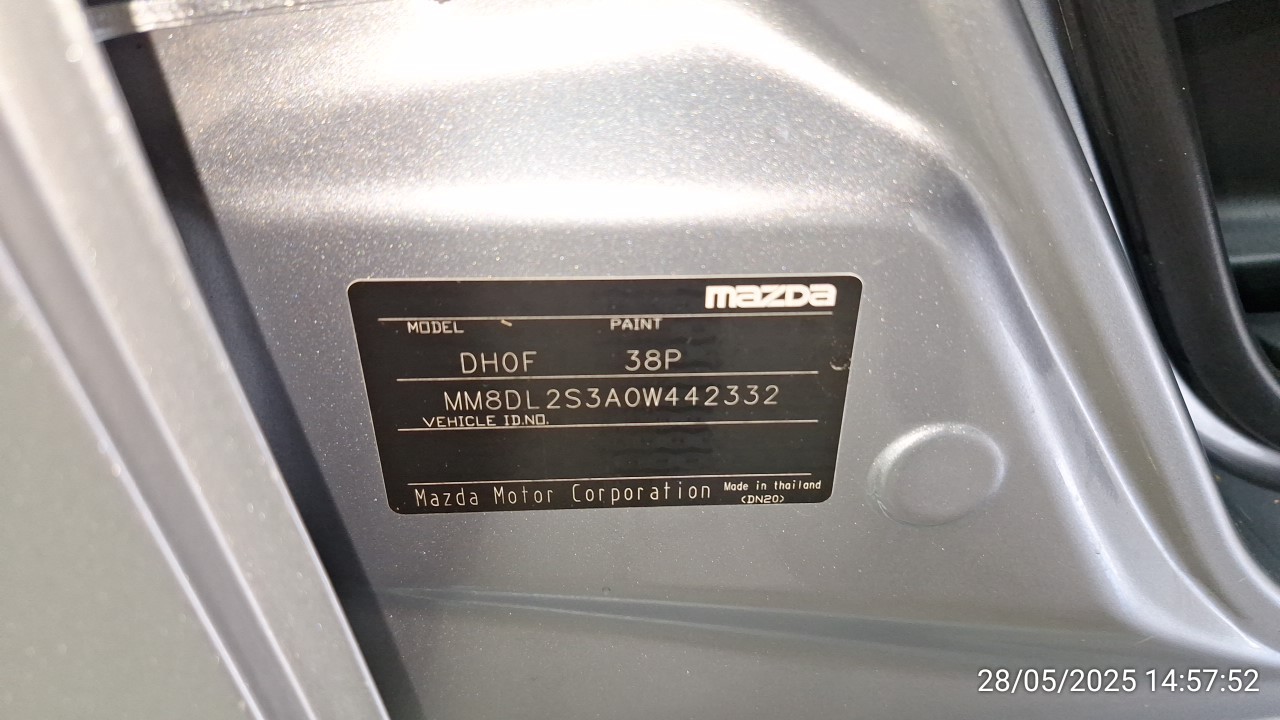 mazda
MODEL PAINT
DH0F 38P
MM8DL2S3A0W442332
VEHICLE ID.NO.
Mazda Motor Corporation Made in thailand
<DN20>
28/05/2025 14:57:52